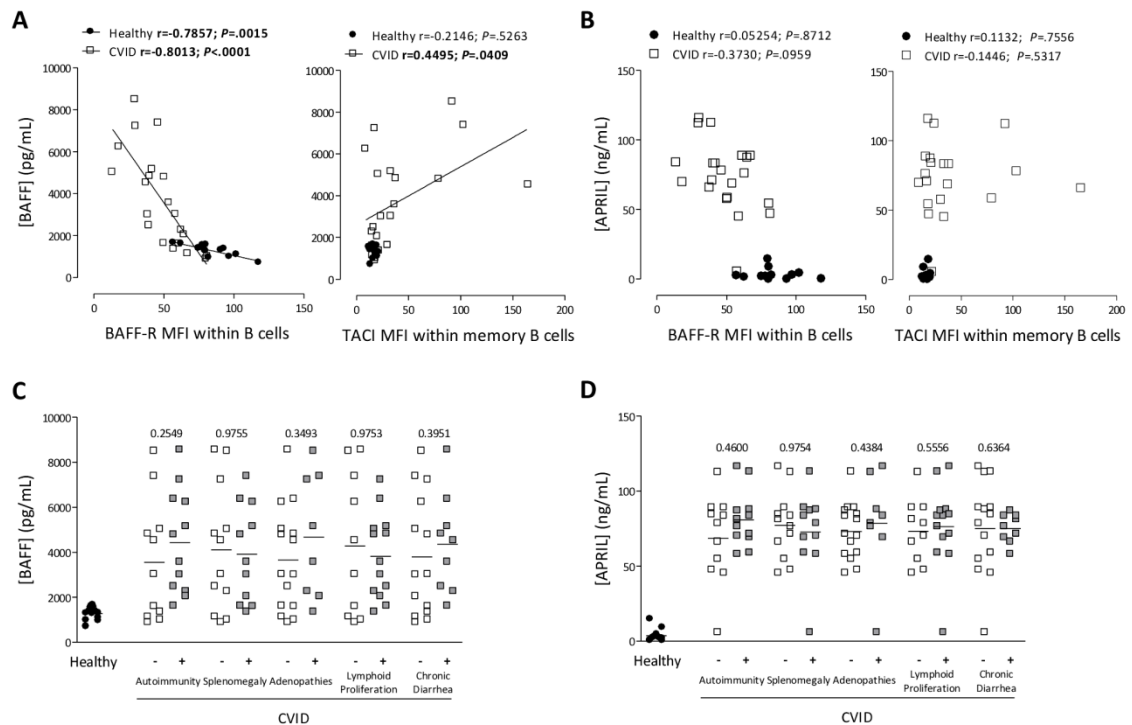 A
Healthy r=-0.7857; P=.0015
CVID r=-0.8013; P<.0001
Healthy r=-0.2146; P=.5263
CVID r=0.4495; P=.0409
[BAFF] (pg/mL)
10000
8000
6000
4000
2000
0
0 50 100 150
BAFF-R MFI within B cells
10000
8000
6000
4000
2000
0
0 50 100 150 200
TACI MFI within memory B cells
B
Healthy r=0.05254; P=.8712
CVID r=-0.3730; P=.0959
Healthy r=0.1132; P=.7556
CVID r=-0.1446; P=.5317
[APRIL] (ng/mL)
150
100
50
0
0 50 100 150
BAFF-R MFI within B cells
150
100
50
0
0 50 100 150 200
TACI MFI within memory B cells
C
[BAFF] (pg/mL)
10000
8000
6000
4000
2000
0
0.2549 0.9755 0.3493 0.9753 0.3951
Healthy
- + - + - + - + - +
Autoimmunity Splenomegaly Adenopathies Lymphoid Proliferation Chronic Diarrhea
CVID
D
[APRIL] (ng/mL)
150
100
50
0
0.4600 0.9754 0.4384 0.5556 0.6364
Healthy
- + - + - + - + - +
Autoimmunity Splenomegaly Adenopathies Lymphoid Proliferation Chronic Diarrhea
CVID